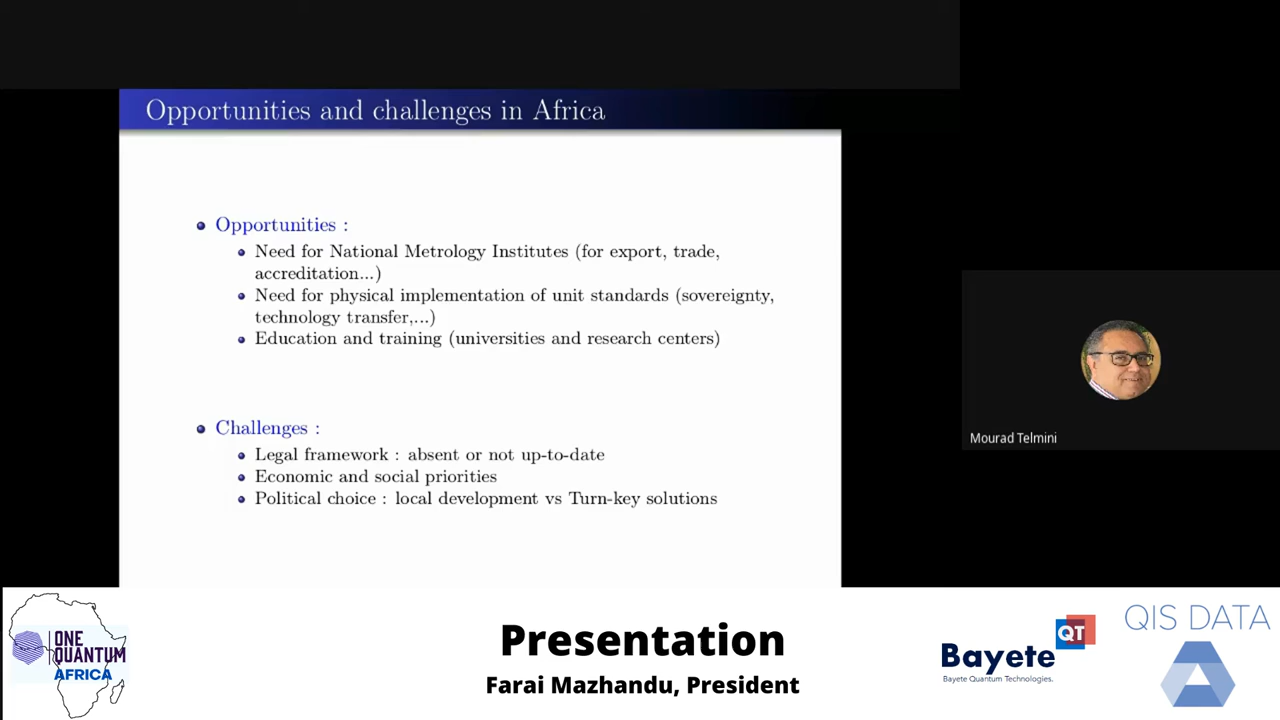 Opportunities and challenges in Africa
Opportunities :
Need for National Metrology Institutes (for export, trade,
accreditation...)
Need for physical implementation of unit standards (sovereignty,
technology transfer,...)
Education and training (universities and research centers)
Challenges :
Legal framework : absent or not up-to-date
Economic and social priorities
Political choice : local development vs Turn-key solutions
Mourad Telmini
ONE
QUANTUM
AFRICA
Presentation
Farai Mazhandu, President
QT
Bayete
Bayete Quantum Technologies.
QIS DATA